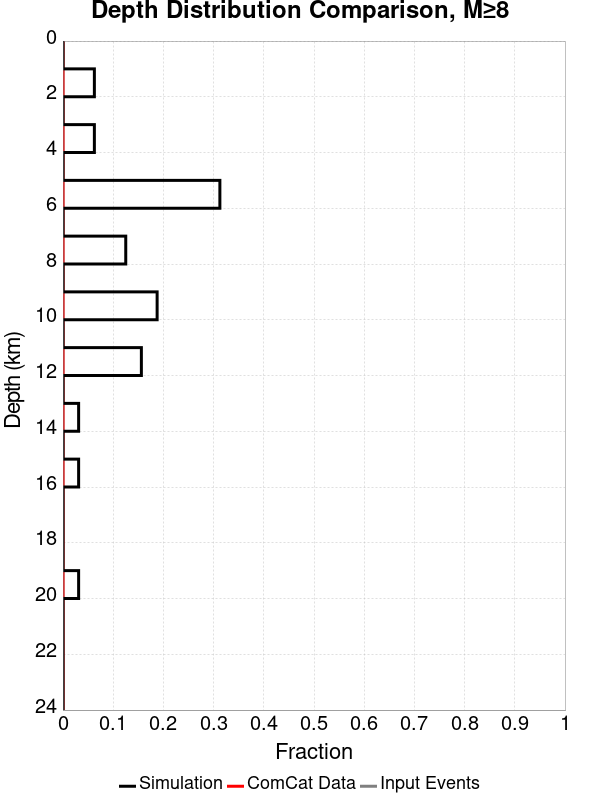 Depth Distribution Comparison, M≥8
0
2
4
6
8
10
12
14
16
18
20
22
24
Depth (km)
0 0.1 0.2 0.3 0.4 0.5 0.6 0.7 0.8 0.9 1
Fraction
Simulation ComCat Data Input Events